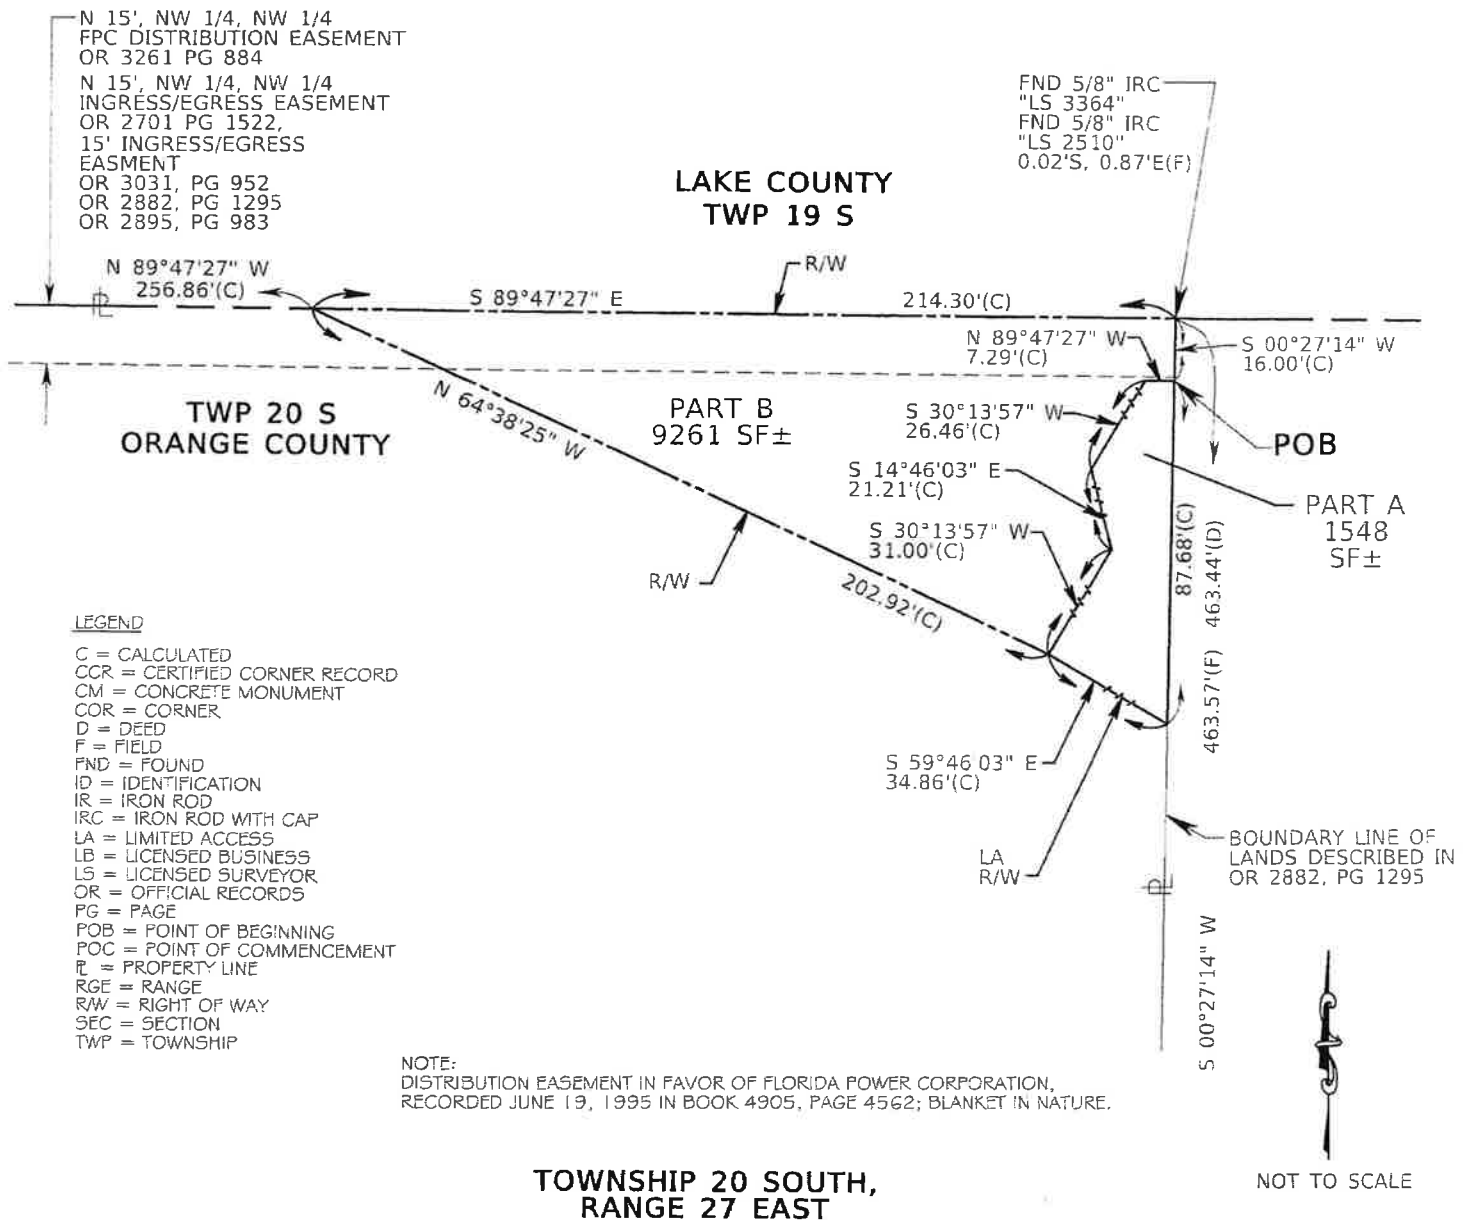 N 15', NW 1/4, NW 1/4
FPC DISTRIBUTION EASEMENT
OR 3261 PG 884
N 15', NW 1/4, NW 1/4
INGRESS/EGRESS EASEMENT
OR 2701 PG 1522,
15' INGRESS/EGRESS
EASMENT
OR 3031, PG 952
OR 2882, PG 1295
OR 2895, PG 983
FND 5/8" IRC
"LS 3364"
FND 5/8" IRC
"LS 2510"
0.02'S, 0.87'E(F)
LAKE COUNTY
TWP 19 S
N 89°47'27" W
256.86'(C)
PL
S 89°47'27" E
R/W
214.30'(C)
N 89°47'27" W
7.29'(C)
S 00°27'14" W
16.00'(C)
TWP 20 S
ORANGE COUNTY
N 64°38'25" W
202.92'(C)
PART B
9261 SF±
S 30°13'57" W
26.46'(C)
POB
S 14°46'03" E
21.21'(C)
PART A
1548
SF±
S 30°13'57" W
31.00'(C)
87.68'(C)
463.57'(F) 463.44'(D)
R/W
S 59°46 03" E
34.86'(C)
LA
R/W
BOUNDARY LINE OF
LANDS DESCRIBED IN
OR 2882, PG 1295
PL
S 00°27'14" W
LEGEND
C = CALCULATED
CCR = CERTIFIED CORNER RECORD
CM = CONCRETE MONUMENT
COR = CORNER
D = DEED
F = FIELD
FND = FOUND
ID = IDENTIFICATION
IR = IRON ROD
IRC = IRON ROD WITH CAP
LA = LIMITED ACCESS
LB = LICENSED BUSINESS
LS = LICENSED SURVEYOR
OR = OFFICIAL RECORDS
PG = PAGE
POB = POINT OF BEGINNING
POC = POINT OF COMMENCEMENT
PL = PROPERTY LINE
RGE = RANGE
R/W = RIGHT OF WAY
SEC = SECTION
TWP = TOWNSHIP
NOTE:
DISTRIBUTION EASEMENT IN FAVOR OF FLORIDA POWER CORPORATION,
RECORDED JUNE 19, 1995 IN BOOK 4905, PAGE 4562; BLANKET IN NATURE.
NOT TO SCALE
TOWNSHIP 20 SOUTH,
RANGE 27 EAST